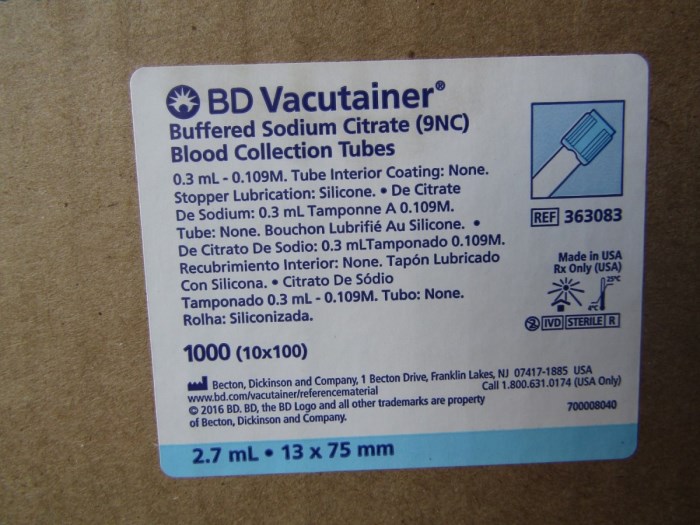 BD Vacutainer®
Buffered Sodium Citrate (9NC)
Blood Collection Tubes
0.3 mL - 0.109M. Tube Interior Coating: None.
Stopper Lubrication: Silicone. • De Citrate
De Sodium: 0.3 mL Tamponne A 0.109M.
Tube: None. Bouchon Lubrifié Au Silicone. •
De Citrato De Sodio: 0.3 mLTamponado 0.109M.
Recubrimiento Interior: None. Tapón Lubricado
Con Silicona. • Citrato De Sódio
Tamponado 0.3 mL - 0.109M. Tubo: None.
Rolha: Siliconizada.
REF 363083
Made in USA
Rx Only (USA)
25°C
4°C
2 IVD STERILE R
1000 (10x100)
Becton, Dickinson and Company, 1 Becton Drive, Franklin Lakes, NJ 07417-1885 USA
www.bd.com/vacutainer/referencematerial Call 1.800.631.0174 (USA Only)
© 2016 BD. BD, the BD Logo and all other trademarks are property
of Becton, Dickinson and Company.
700008040
2.7 mL • 13 x 75 mm